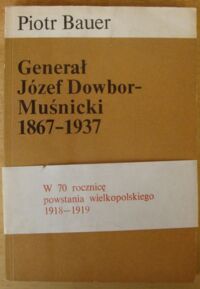 Piotr Bauer
Generał
Józef Dowbor-
Muśnicki
1867-1937
W 70 rocznicę
powstania wielkopolskiego
1918-1919